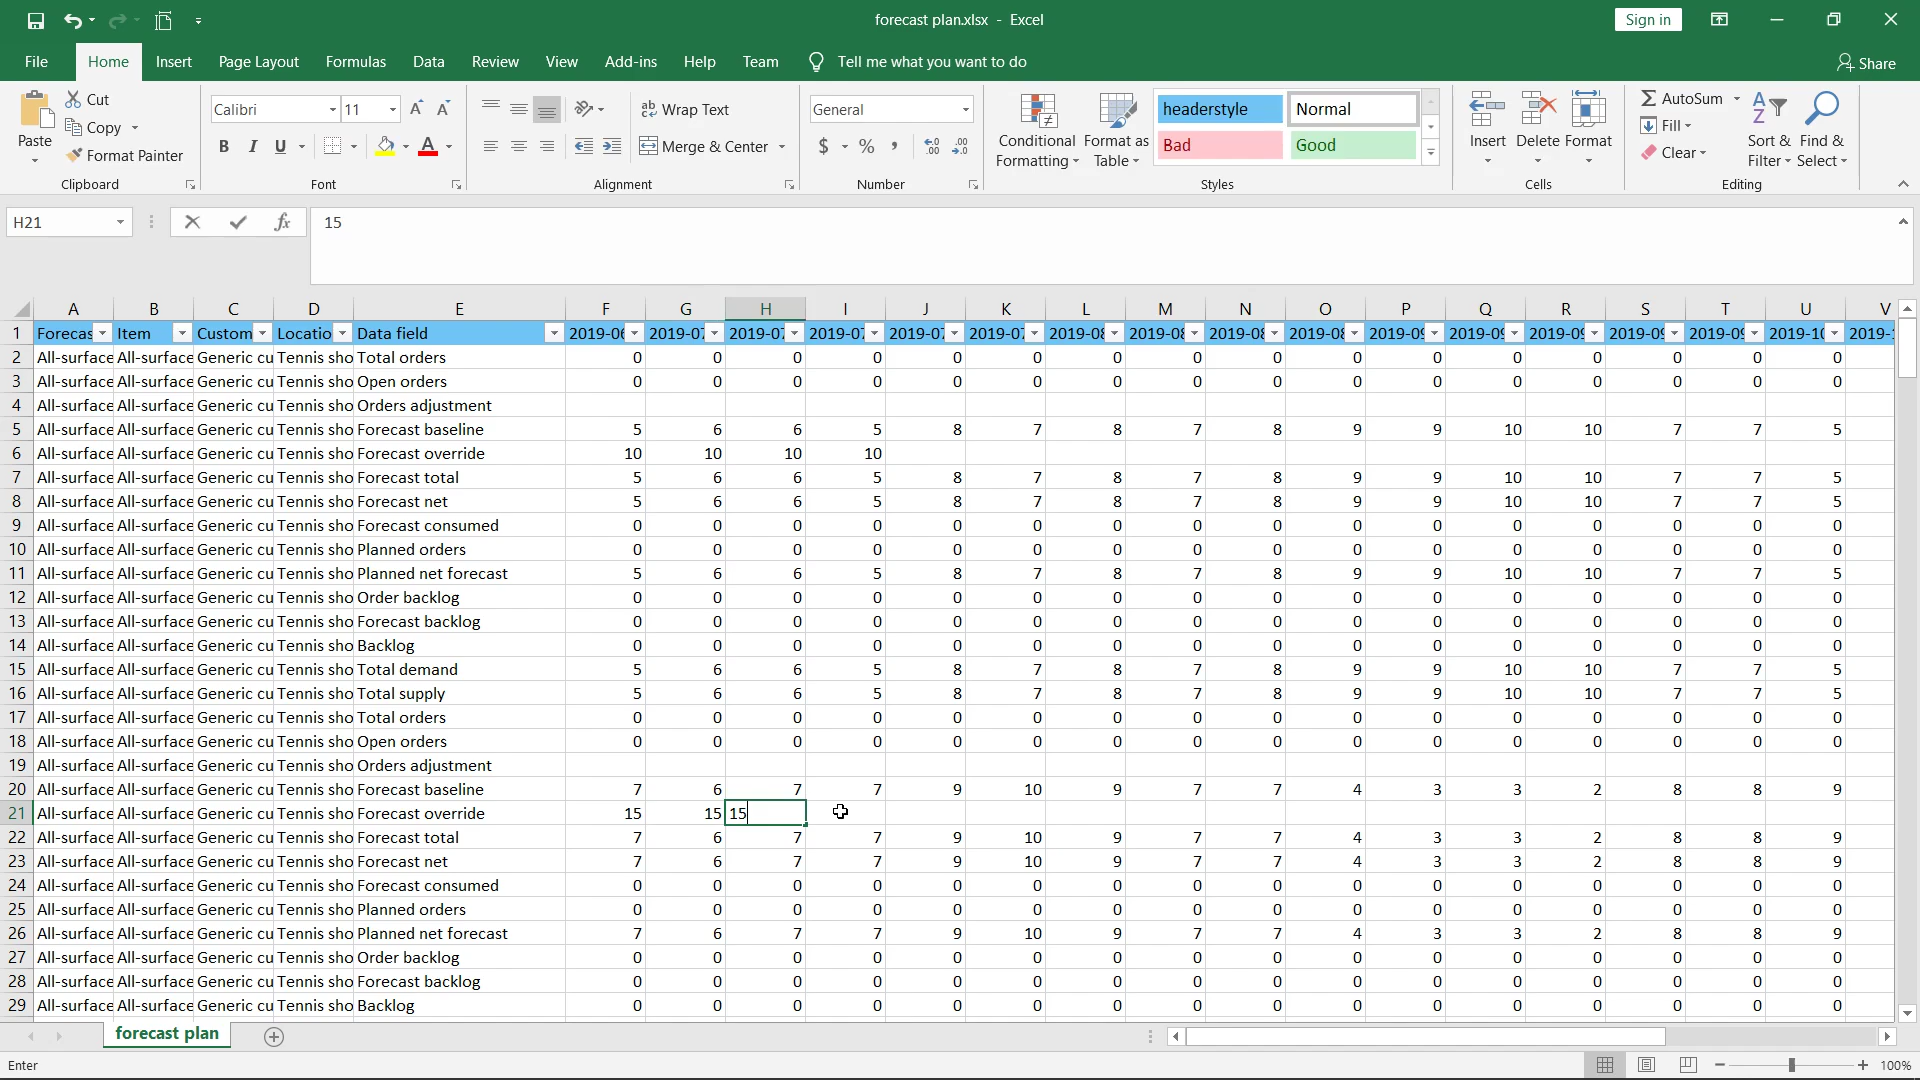 forecast plan.xlsx - Excel
Sign in
File Home Insert Page Layout Formulas Data Review View Add-ins Help Team Tell me what you want to do Share
Paste
Cut
Copy
Format Painter
Clipboard
Calibri 11
B I U
Font
Wrap Text
Merge & Center
Alignment
General
$ % ,
Number
Conditional Formatting
Format as Table
headerstyle Normal
Bad Good
Styles
Insert Delete Format
Cells
AutoSum
Fill
Clear
Sort & Filter
Find & Select
Editing
H21 fx 15
A B C D E F G H I J K L M N O P Q R S T U V
1 Forecas Item Custom Locatio Data field 2019-06 2019-07 2019-07 2019-07 2019-07 2019-07 2019-08 2019-08 2019-08 2019-08 2019-09 2019-09 2019-09 2019-09 2019-09 2019-10 2019-1
2 All-surface All-surface Generic cu Tennis sho Total orders 0 0 0 0 0 0 0 0 0 0 0 0 0 0 0 0
3 All-surface All-surface Generic cu Tennis sho Open orders 0 0 0 0 0 0 0 0 0 0 0 0 0 0 0 0
4 All-surface All-surface Generic cu Tennis sho Orders adjustment
5 All-surface All-surface Generic cu Tennis sho Forecast baseline 5 6 6 5 8 7 8 7 8 9 9 10 10 7 7 5
6 All-surface All-surface Generic cu Tennis sho Forecast override 10 10 10 10
7 All-surface All-surface Generic cu Tennis sho Forecast total 5 6 6 5 8 7 8 7 8 9 9 10 10 7 7 5
8 All-surface All-surface Generic cu Tennis sho Forecast net 5 6 6 5 8 7 8 7 8 9 9 10 10 7 7 5
9 All-surface All-surface Generic cu Tennis sho Forecast consumed 0 0 0 0 0 0 0 0 0 0 0 0 0 0 0 0
10 All-surface All-surface Generic cu Tennis sho Planned orders 0 0 0 0 0 0 0 0 0 0 0 0 0 0 0 0
11 All-surface All-surface Generic cu Tennis sho Planned net forecast 5 6 6 5 8 7 8 7 8 9 9 10 10 7 7 5
12 All-surface All-surface Generic cu Tennis sho Order backlog 0 0 0 0 0 0 0 0 0 0 0 0 0 0 0 0
13 All-surface All-surface Generic cu Tennis sho Forecast backlog 0 0 0 0 0 0 0 0 0 0 0 0 0 0 0 0
14 All-surface All-surface Generic cu Tennis sho Backlog 0 0 0 0 0 0 0 0 0 0 0 0 0 0 0 0
15 All-surface All-surface Generic cu Tennis sho Total demand 5 6 6 5 8 7 8 7 8 9 9 10 10 7 7 5
16 All-surface All-surface Generic cu Tennis sho Total supply 5 6 6 5 8 7 8 7 8 9 9 10 10 7 7 5
17 All-surface All-surface Generic cu Tennis sho Total orders 0 0 0 0 0 0 0 0 0 0 0 0 0 0 0 0
18 All-surface All-surface Generic cu Tennis sho Open orders 0 0 0 0 0 0 0 0 0 0 0 0 0 0 0 0
19 All-surface All-surface Generic cu Tennis sho Orders adjustment
20 All-surface All-surface Generic cu Tennis sho Forecast baseline 7 6 7 7 9 10 9 7 7 4 3 3 2 8 8 9
21 All-surface All-surface Generic cu Tennis sho Forecast override 15 15 15
22 All-surface All-surface Generic cu Tennis sho Forecast total 7 6 7 7 9 10 9 7 7 4 3 3 2 8 8 9
23 All-surface All-surface Generic cu Tennis sho Forecast net 7 6 7 7 9 10 9 7 7 4 3 3 2 8 8 9
24 All-surface All-surface Generic cu Tennis sho Forecast consumed 0 0 0 0 0 0 0 0 0 0 0 0 0 0 0 0
25 All-surface All-surface Generic cu Tennis sho Planned orders 0 0 0 0 0 0 0 0 0 0 0 0 0 0 0 0
26 All-surface All-surface Generic cu Tennis sho Planned net forecast 7 6 7 7 9 10 9 7 7 4 3 3 2 8 8 9
27 All-surface All-surface Generic cu Tennis sho Order backlog 0 0 0 0 0 0 0 0 0 0 0 0 0 0 0 0
28 All-surface All-surface Generic cu Tennis sho Forecast backlog 0 0 0 0 0 0 0 0 0 0 0 0 0 0 0 0
29 All-surface All-surface Generic cu Tennis sho Backlog 0 0 0 0 0 0 0 0 0 0 0 0 0 0 0 0
forecast plan
Enter
100%